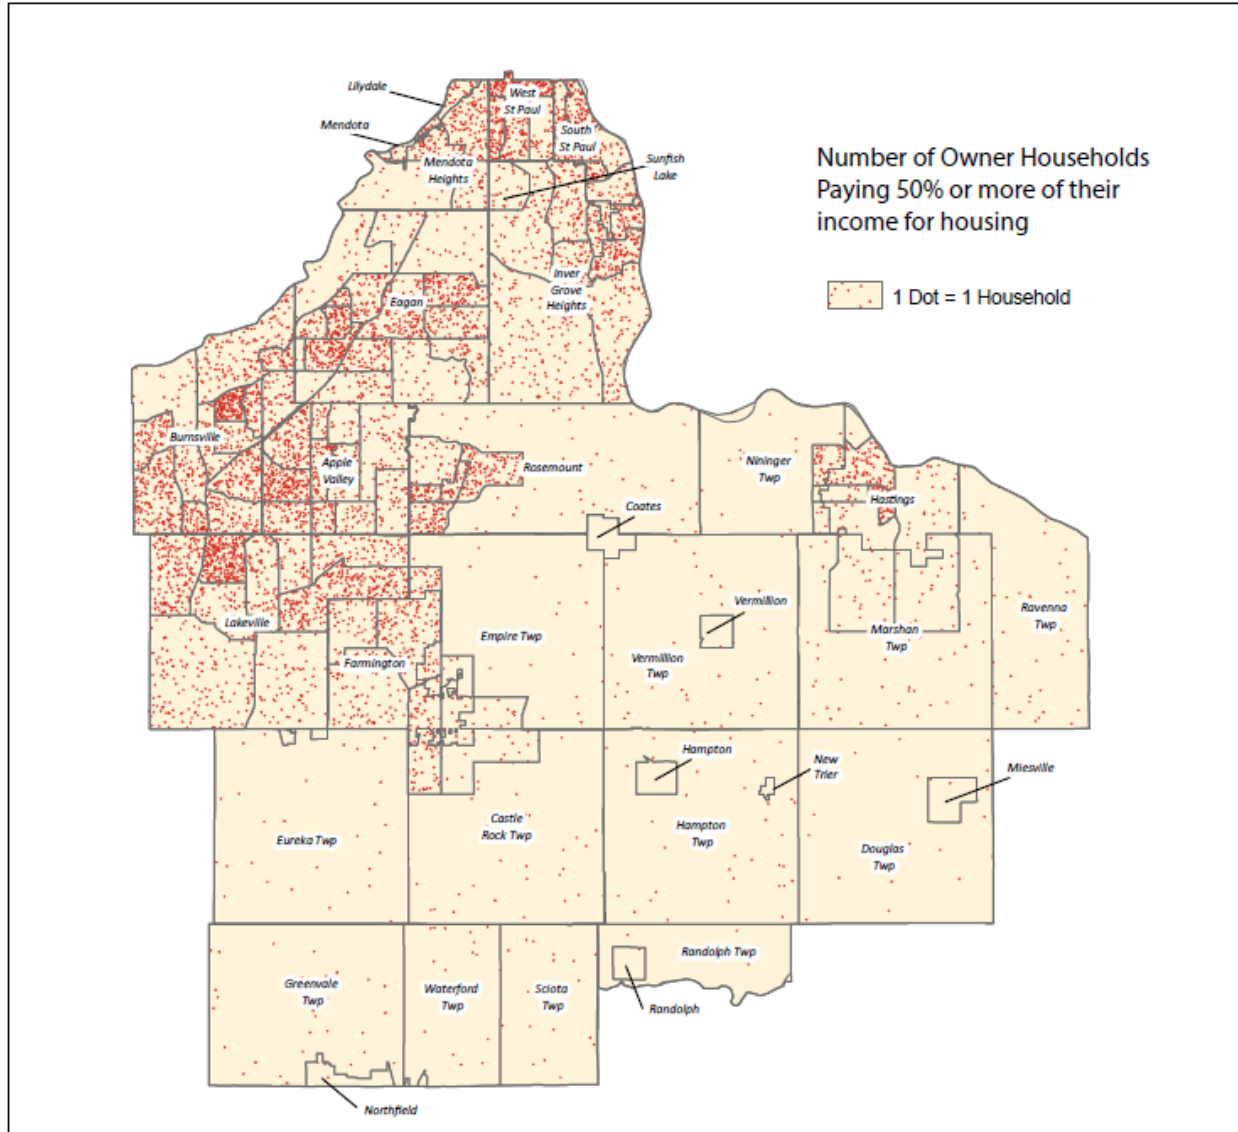 Lilydale
West
St Paul
Mendota
South
St Paul
Mendota
Heights
Sunfish
Lake
Number of Owner Households
Paying 50% or more of their
income for housing
1 Dot = 1 Household
Inver
Grove
Heights
Eagan
Burnsville
Apple
Valley
Rosemount
Nininger
Twp
Hastings
Coates
Lakeville
Farmington
Empire Twp
Vermillion
Vermillion
Twp
Marshan
Twp
Ravenna
Twp
Hampton
New
Trier
Miesville
Eureka Twp
Castle
Rock Twp
Hampton
Twp
Douglas
Twp
Greenvale
Twp
Waterford
Twp
Sciota
Twp
Randolph Twp
Randolph
Northfield